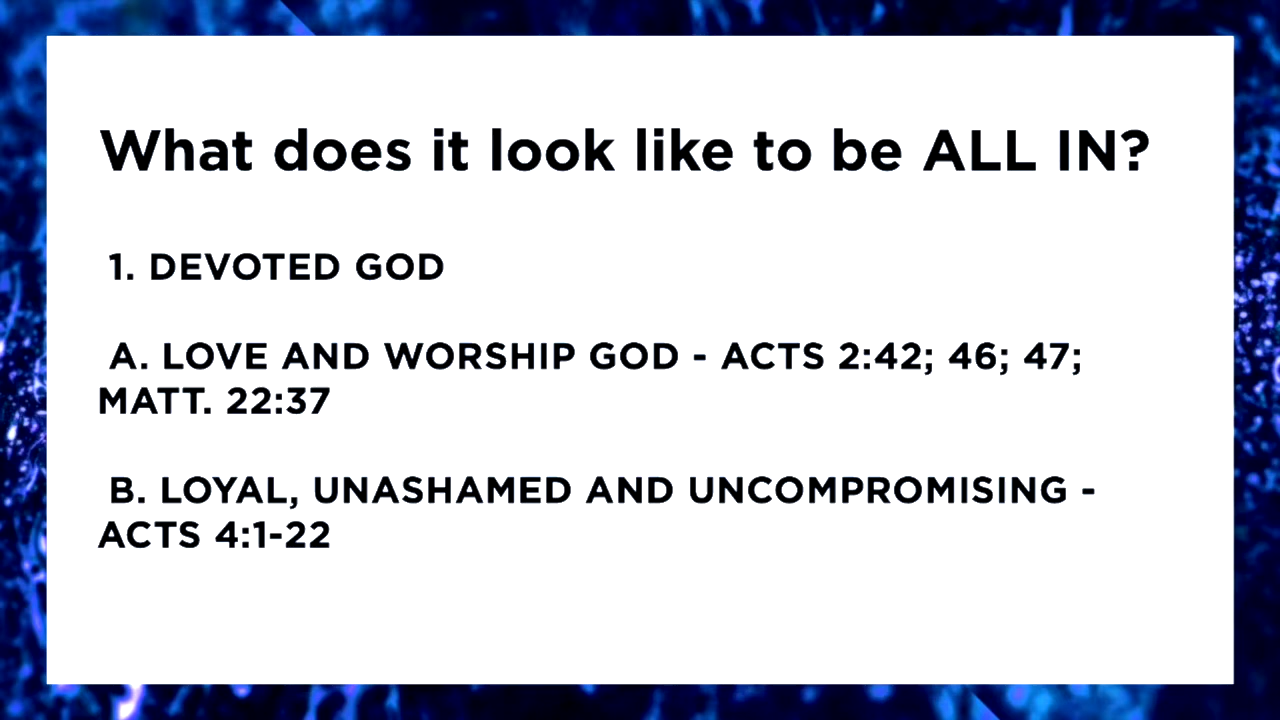 What does it look like to be ALL IN?
1. DEVOTED GOD
A. LOVE AND WORSHIP GOD - ACTS 2:42; 46; 47;
MATT. 22:37
B. LOYAL, UNASHAMED AND UNCOMPROMISING -
ACTS 4:1-22